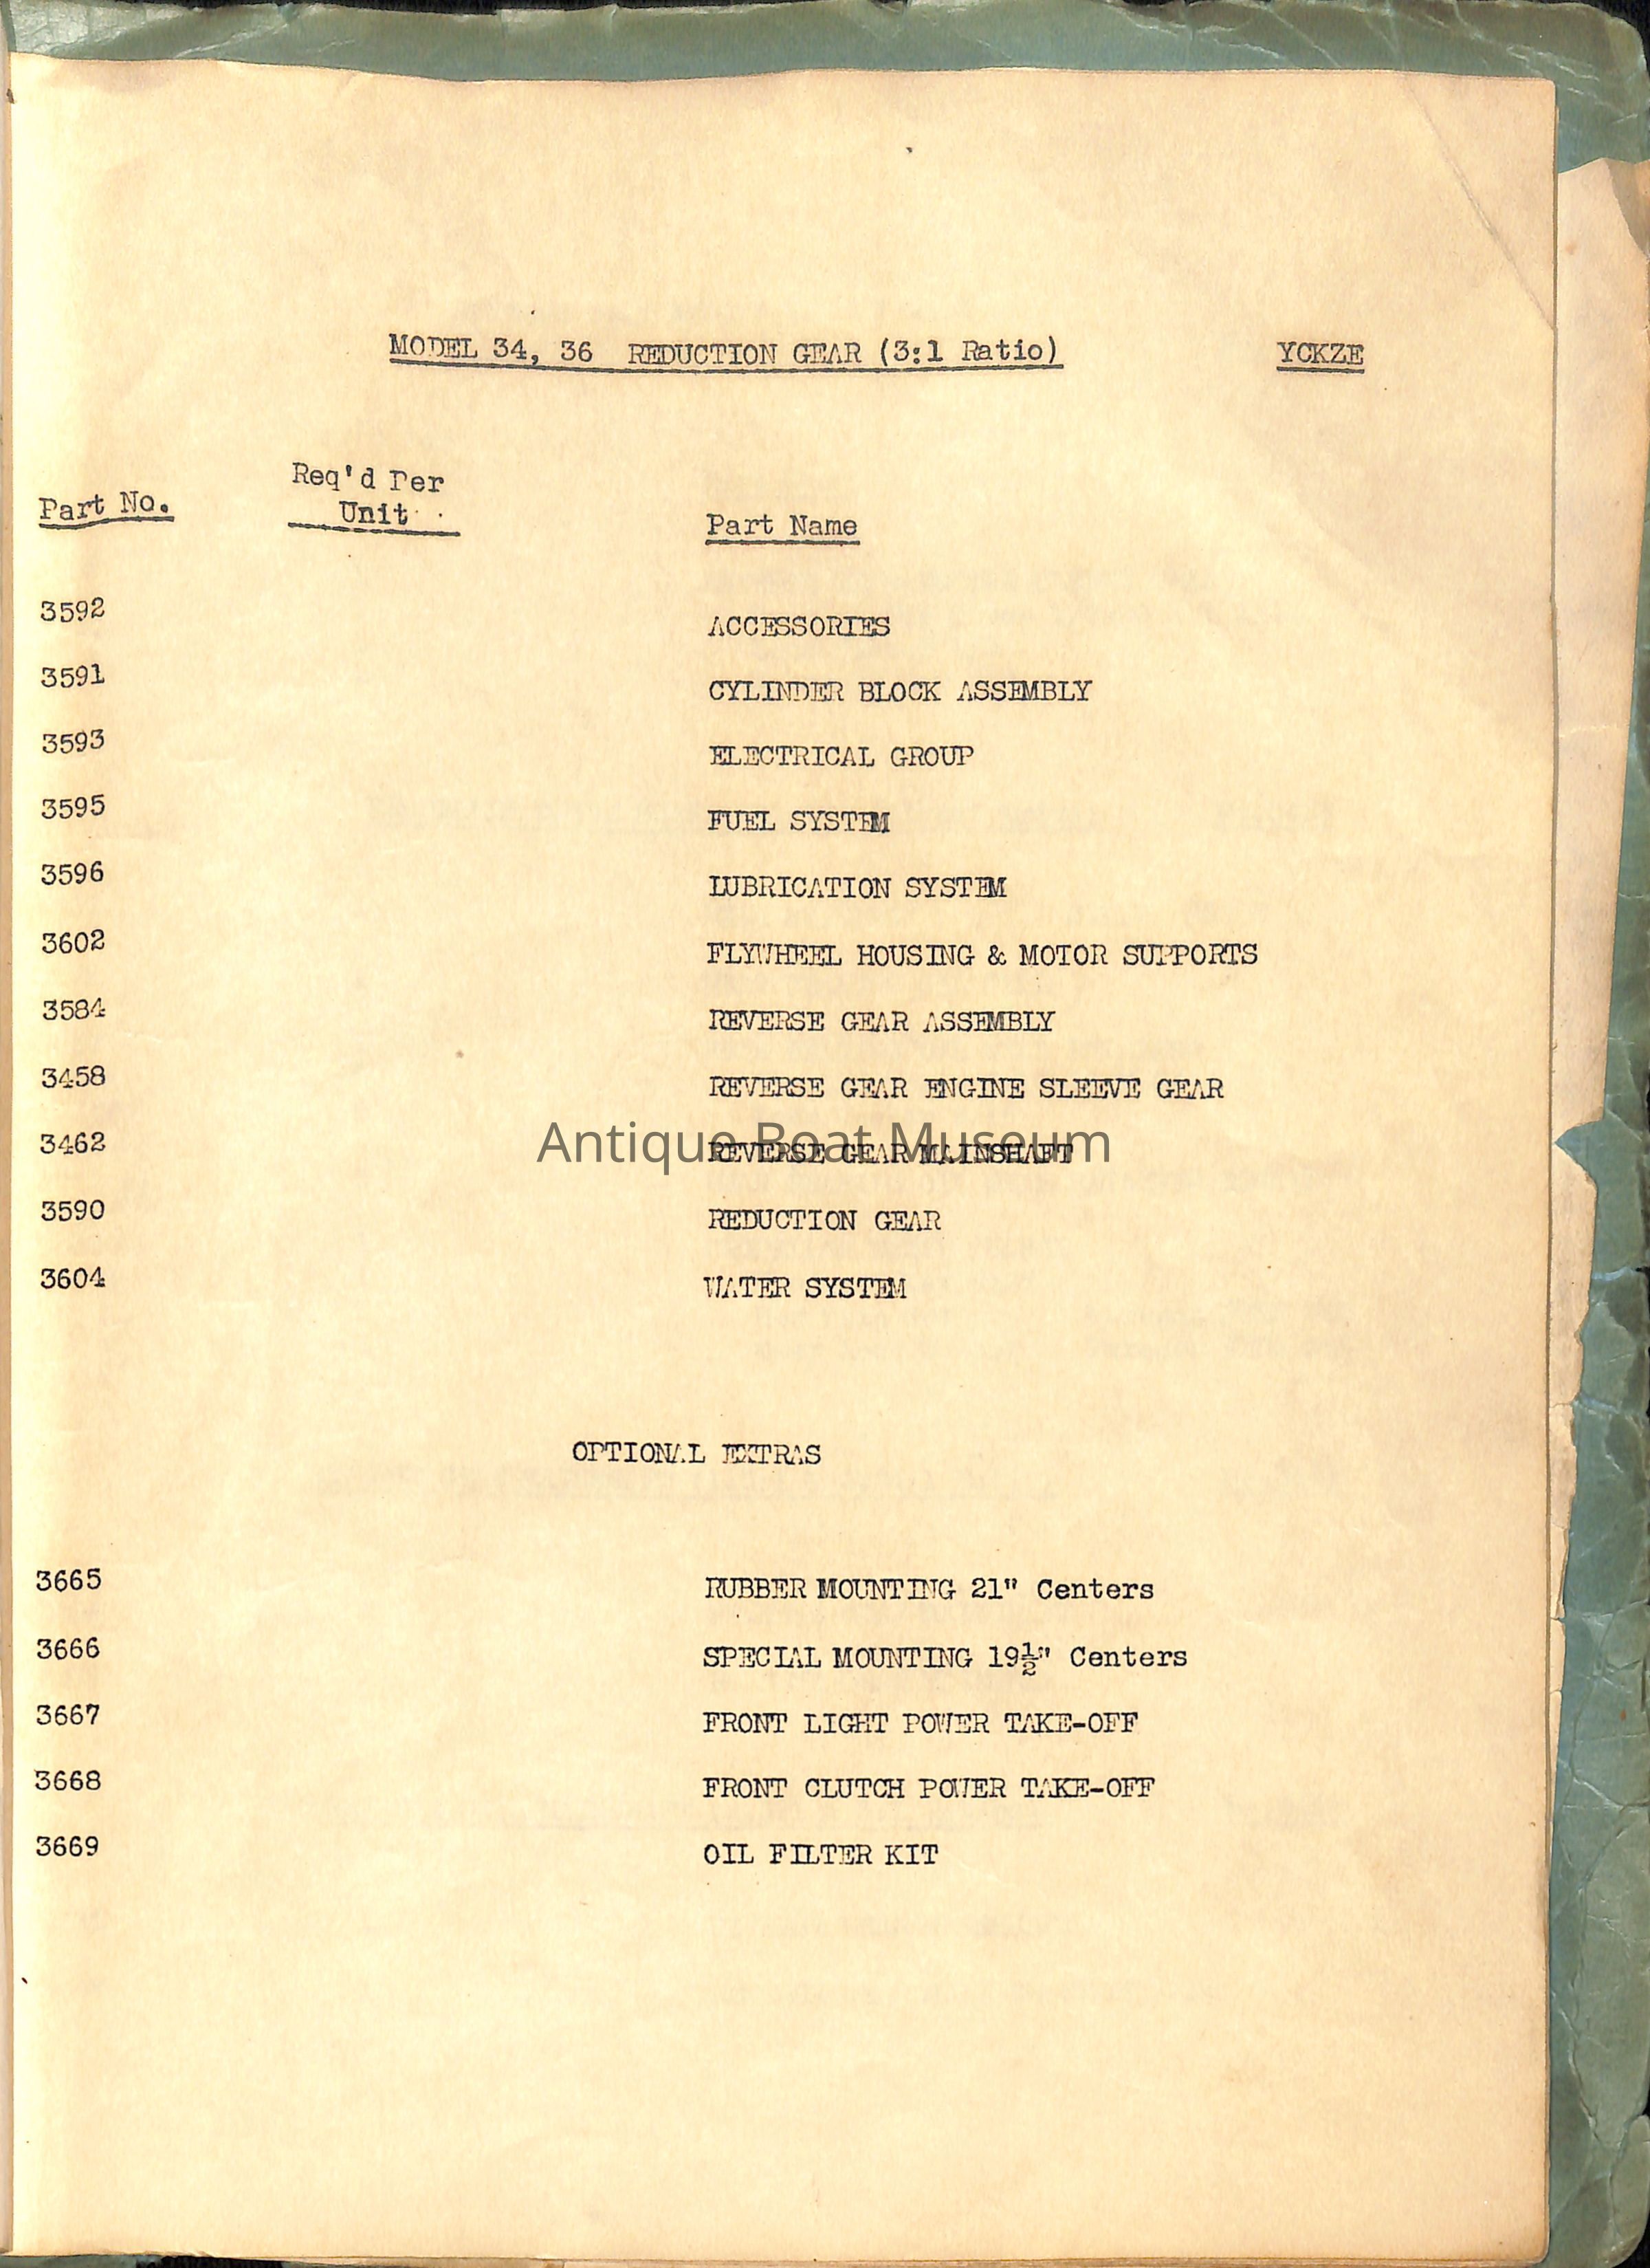 MODEL 34, 36 REDUCTION GEAR (3:1 Ratio) YCKZE
Req'd Per
Part No. Unit Part Name
3592 ACCESSORIES
3591 CYLINDER BLOCK ASSEMBLY
3593 ELECTRICAL GROUP
3595 FUEL SYSTEM
3596 LUBRICATION SYSTEM
3602 FLYWHEEL HOUSING & MOTOR SUPPORTS
3584 REVERSE GEAR ASSEMBLY
3458 REVERSE GEAR ENGINE SLEEVE GEAR
3462 REVERSE GEAR MAINSHAFT
Antique Boat Museum
3590 REDUCTION GEAR
3604 WATER SYSTEM
OPTIONAL EXTRAS
3665 RUBBER MOUNTING 21" Centers
3666 SPECIAL MOUNTING 19½" Centers
3667 FRONT LIGHT POWER TAKE-OFF
3668 FRONT CLUTCH POWER TAKE-OFF
3669 OIL FILTER KIT